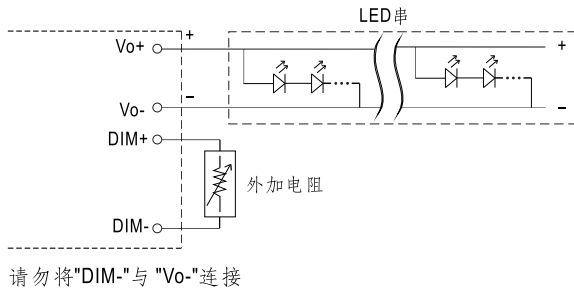 LED串
Vo+ + +
Vo- − −
DIM+
外加电阻
DIM-
请勿将"DIM-"与 "Vo-"连接